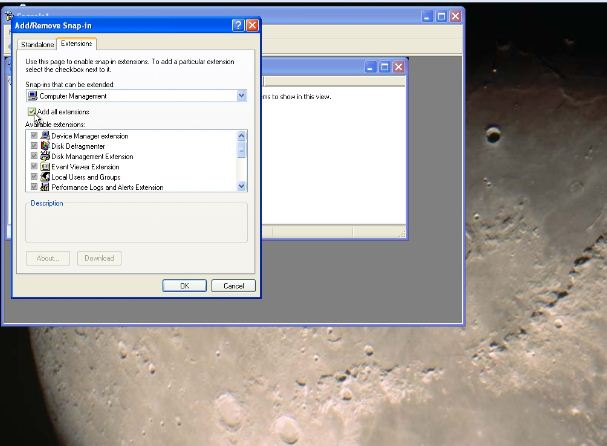 Add/Remove Snap-in
Standalone
Extensions
Use this page to enable snap-in extensions. To add a particular extension
select the checkbox next to it.
Snap-ins that can be extended:
Computer Management
Add all extensions
Available extensions:
Device Manager extension
Disk Defragmenter
Disk Management Extension
Event Viewer Extension
Local Users and Groups
Performance Logs and Alerts Extension
Description
About...
Download
OK
Cancel
to show in this view.